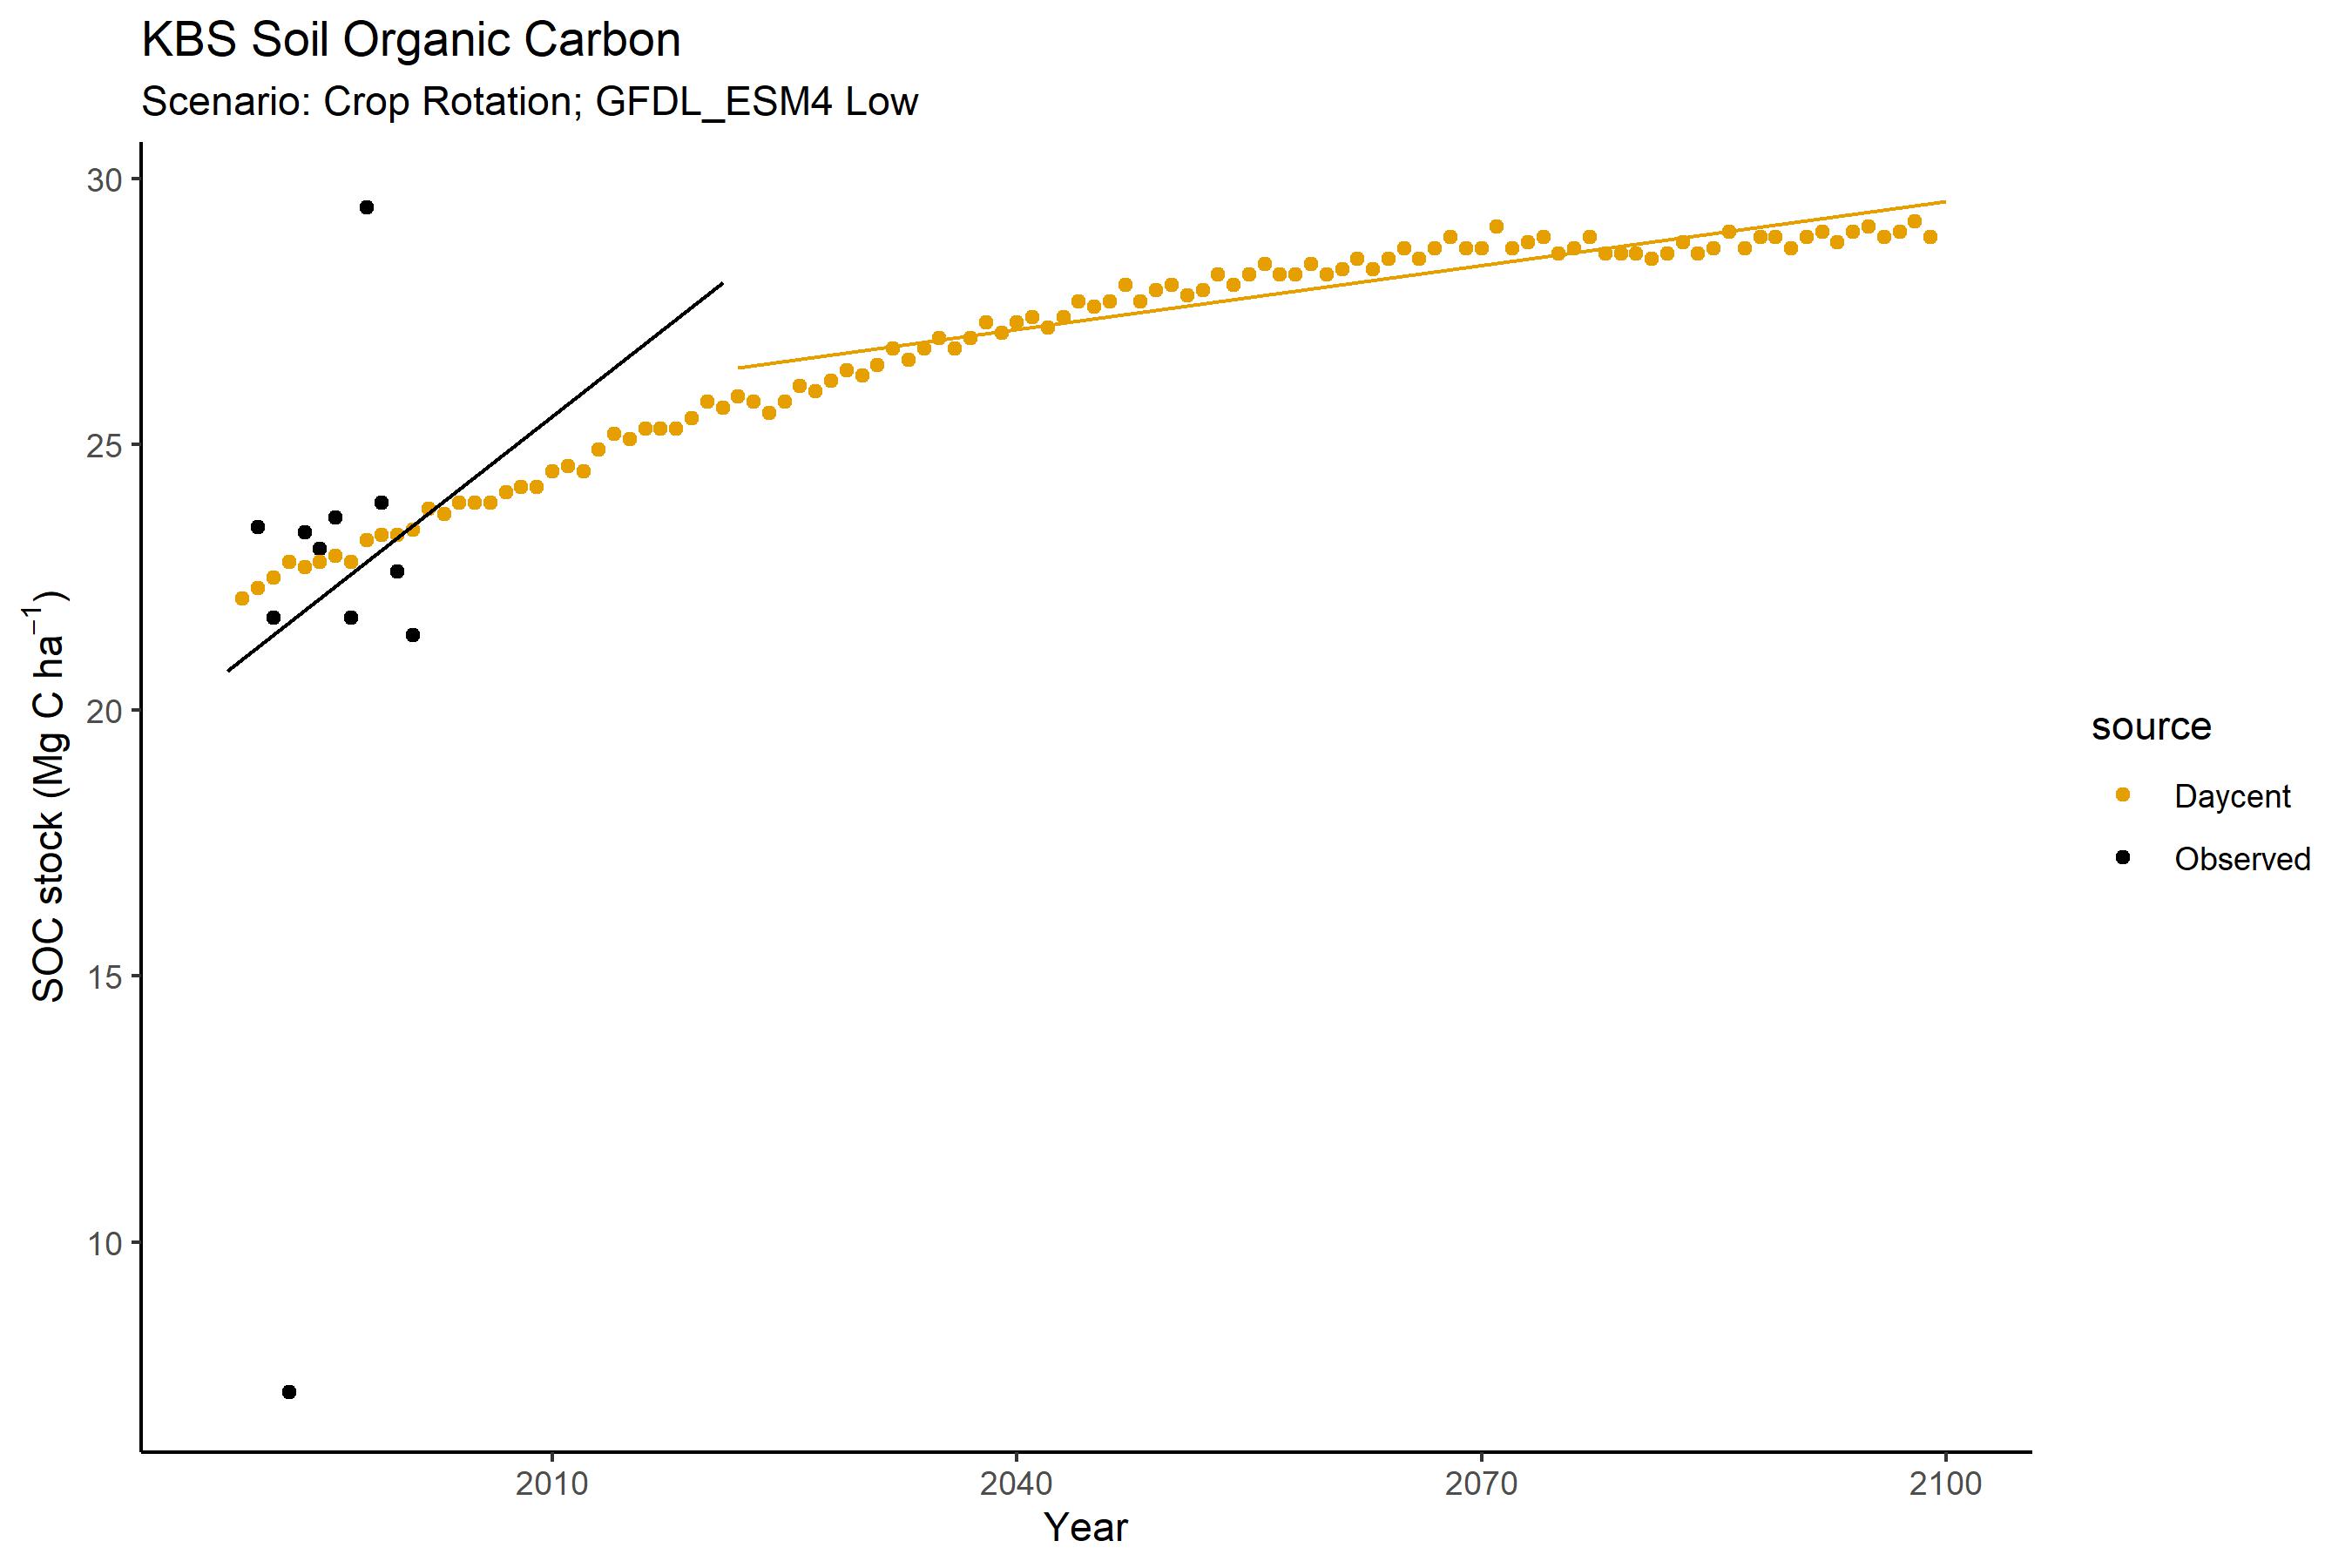 KBS Soil Organic Carbon
Scenario: Crop Rotation; GFDL_ESM4 Low
30
25
20
15
10
SOC stock (Mg C ha⁻¹)
2010 2040 2070 2100
Year
source
Daycent
Observed